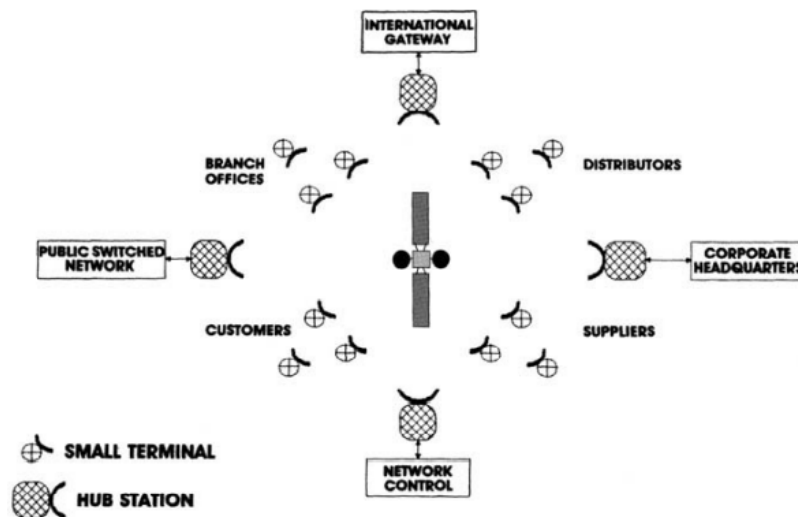 INTERNATIONAL
GATEWAY
BRANCH
OFFICES
DISTRIBUTORS
PUBLIC SWITCHED
NETWORK
CORPORATE
HEADQUARTERS
CUSTOMERS
SUPPLIERS
SMALL TERMINAL
NETWORK
CONTROL
HUB STATION